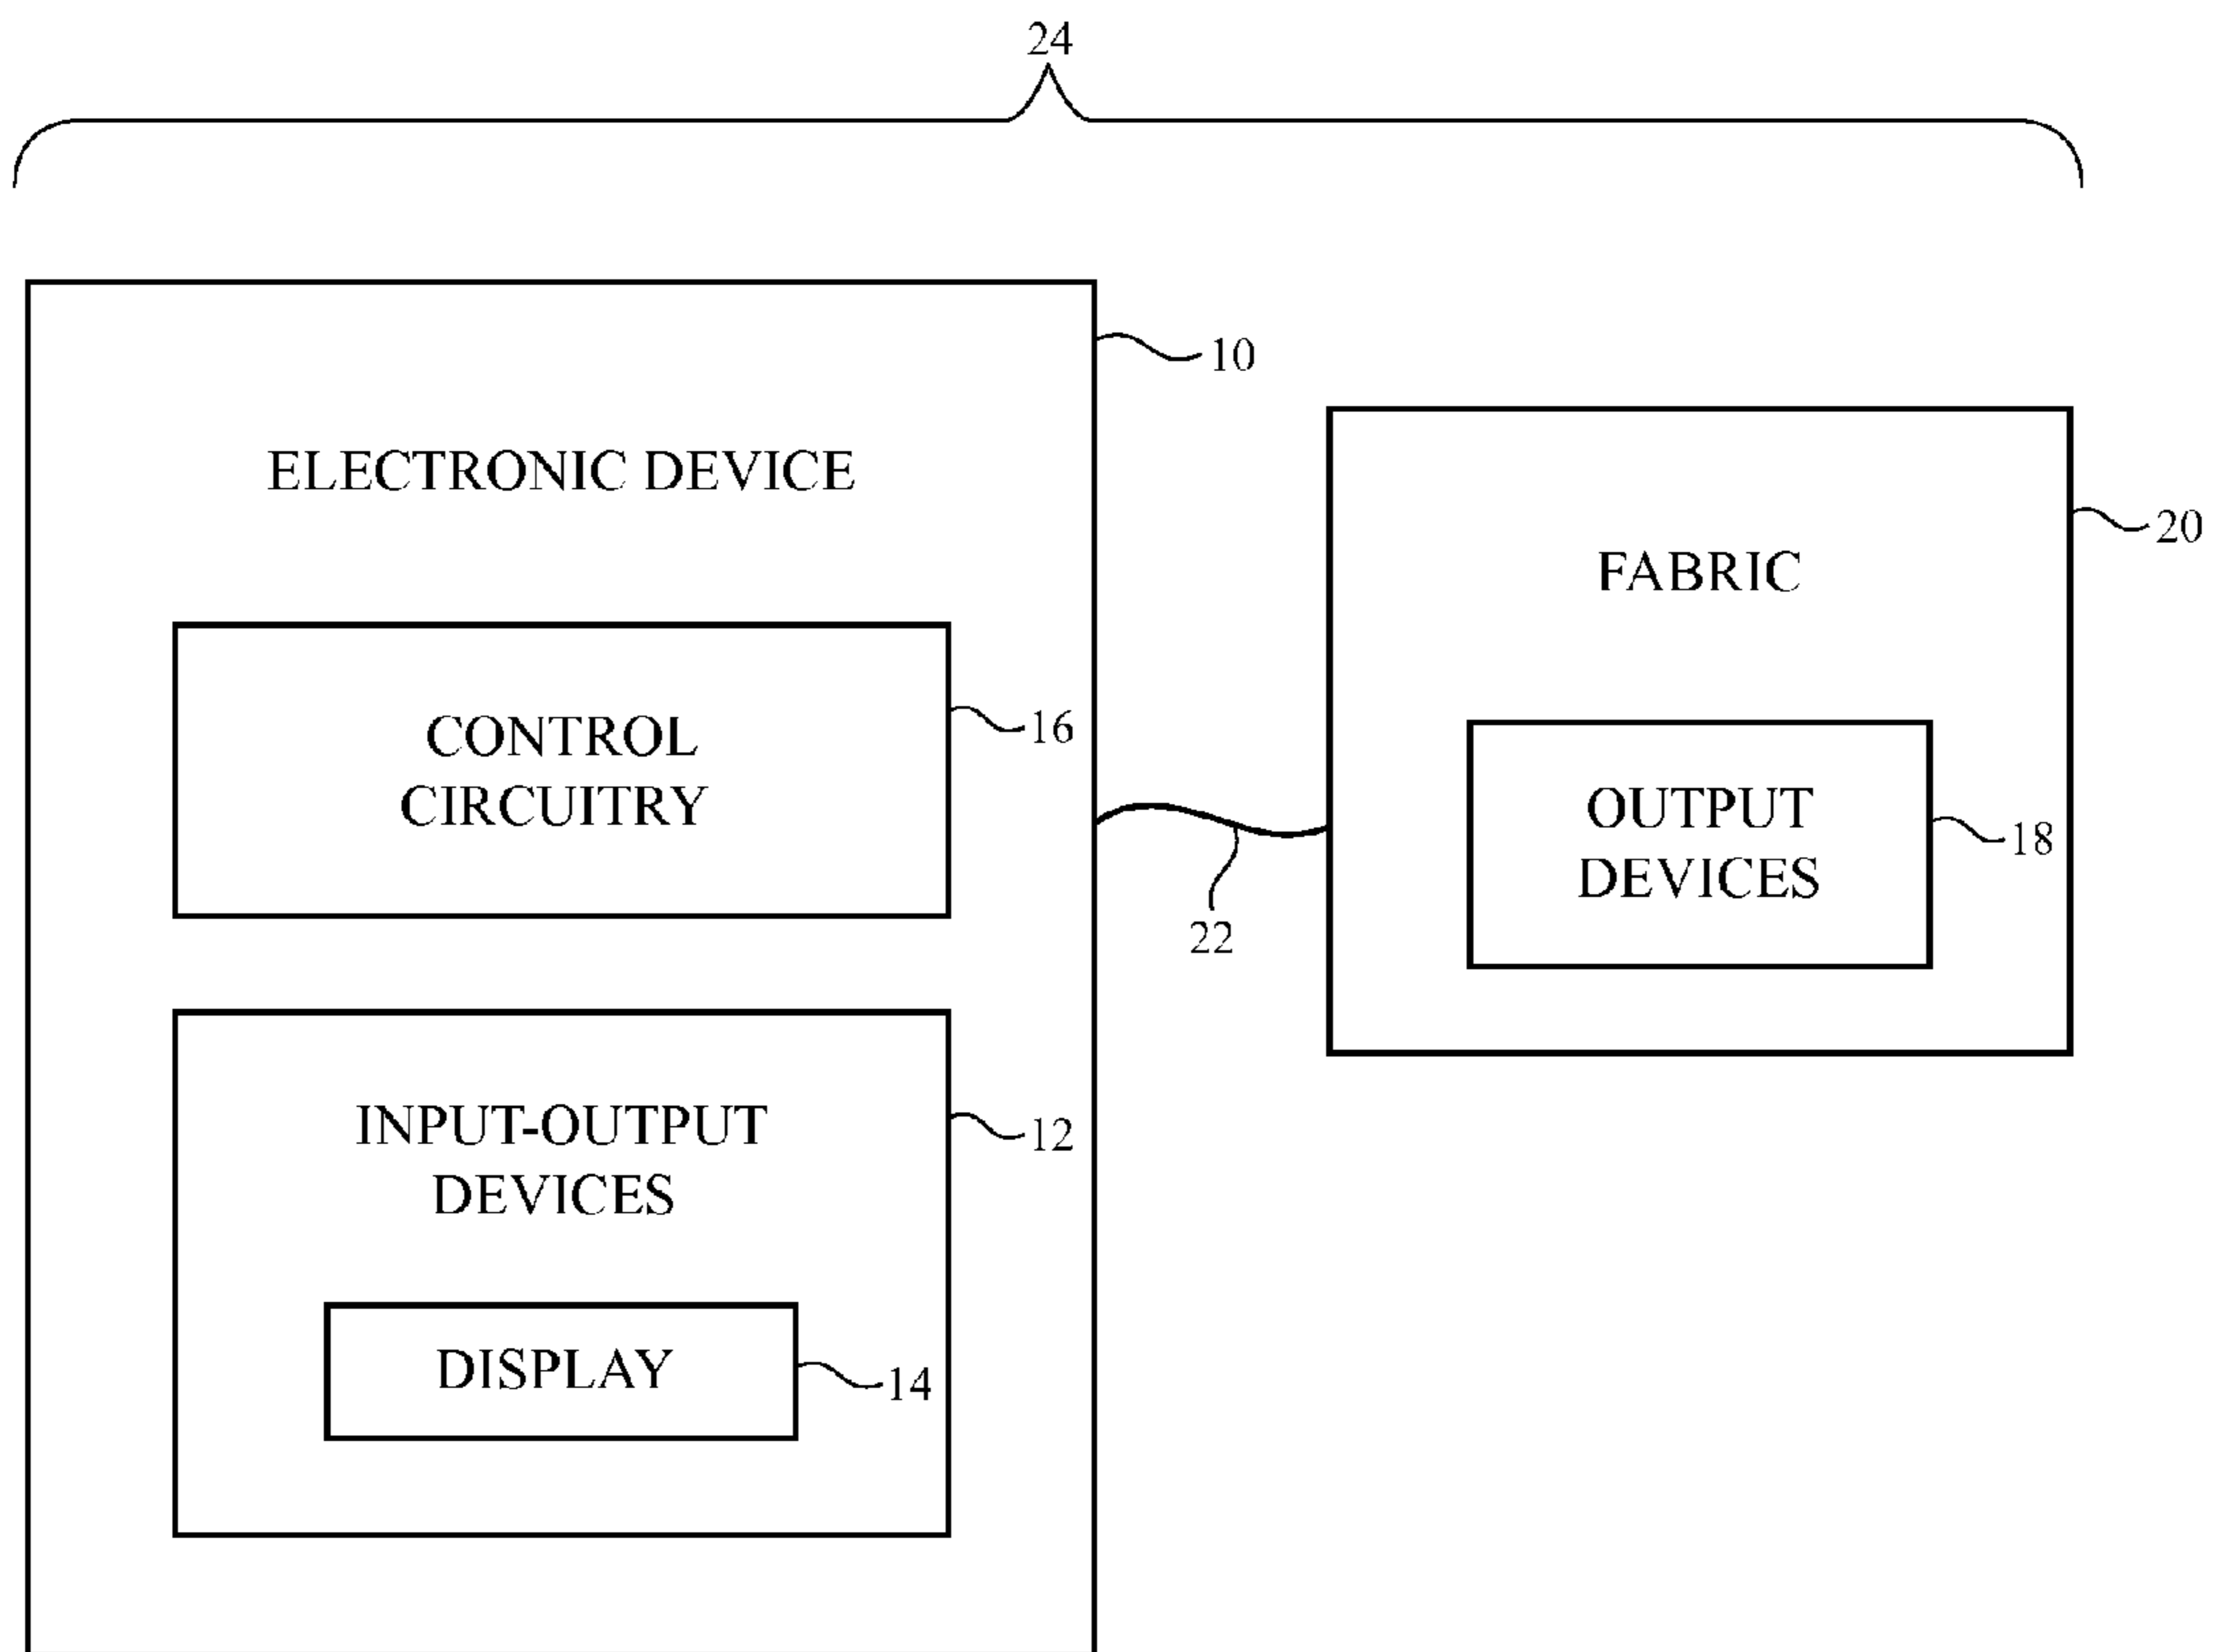 24
10
ELECTRONIC DEVICE
20
FABRIC
CONTROL
CIRCUITRY
16
OUTPUT
DEVICES
18
22
INPUT-OUTPUT
DEVICES
12
DISPLAY
14